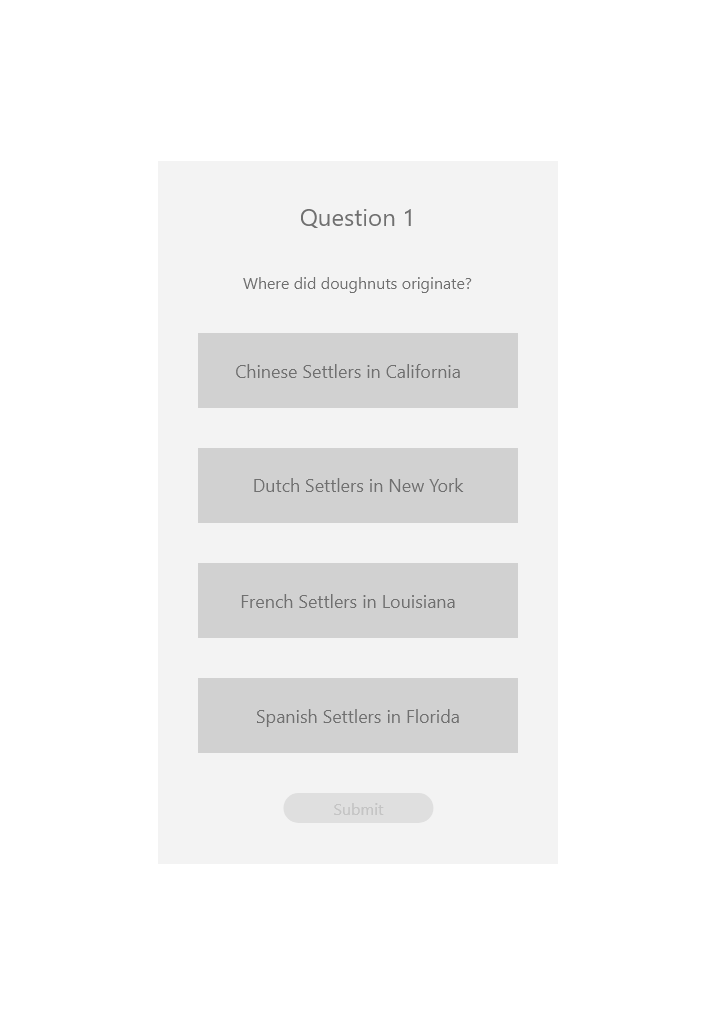 Question 1
Where did doughnuts originate?
Chinese Settlers in California
Dutch Settlers in New York
French Settlers in Louisiana
Spanish Settlers in Florida
Submit